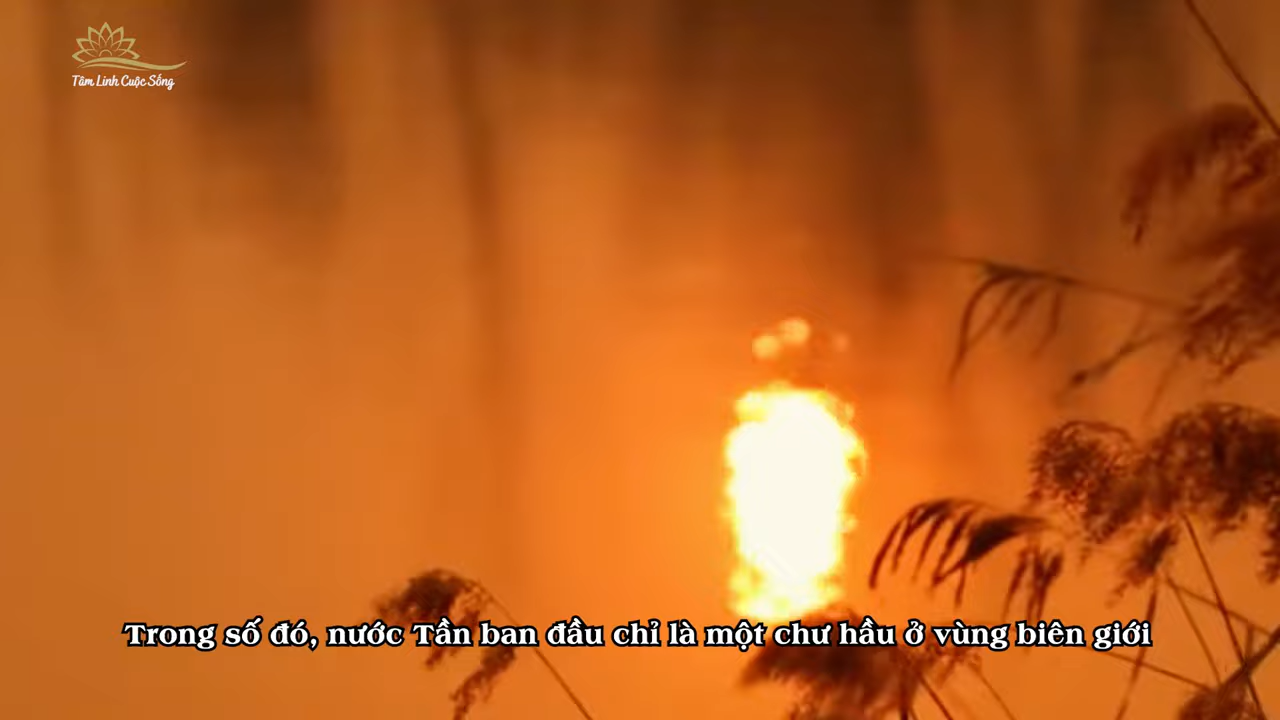 Tâm Linh Cuộc Sống
Trong số đó, nước Tần ban đầu chỉ là một chư hầu ở vùng biên giới